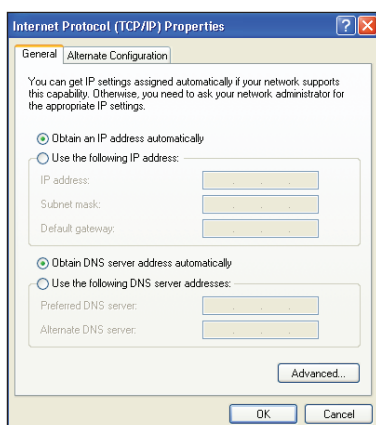 Internet Protocol (TCP/IP) Properties
General Alternate Configuration
You can get IP settings assigned automatically if your network supports
this capability. Otherwise, you need to ask your network administrator for
the appropriate IP settings.
Obtain an IP address automatically
Use the following IP address:
IP address:
Subnet mask:
Default gateway:
Obtain DNS server address automatically
Use the following DNS server addresses:
Preferred DNS server:
Alternate DNS server:
Advanced...
OK Cancel